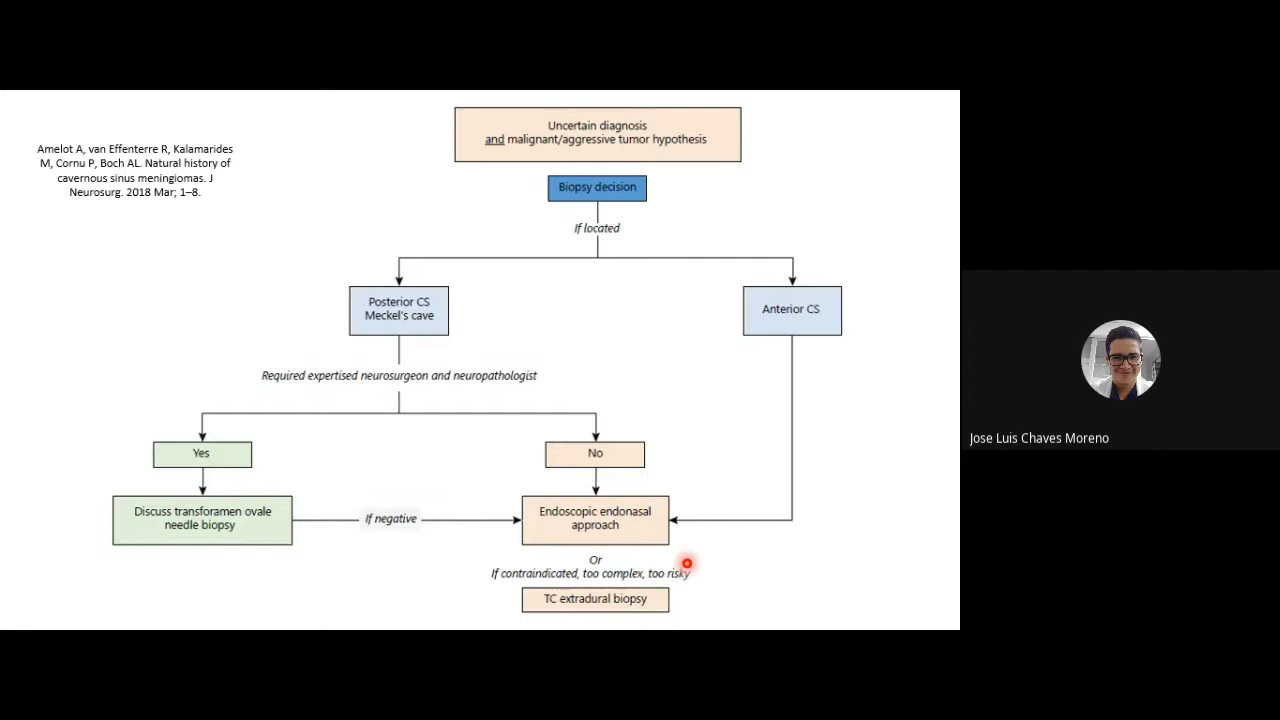 Uncertain diagnosis
and malignant/aggressive tumor hypothesis
Amelot A, van Effenterre R, Kalamarides
M, Cornu P, Boch AL. Natural history of
cavernous sinus meningiomas. J
Neurosurg. 2018 Mar; 1–8.
Biopsy decision
If located
Posterior CS
Meckel's cave
Anterior CS
Required expertised neurosurgeon and neuropathologist
Yes
No
Discuss transforamen ovale
needle biopsy
If negative
Endoscopic endonasal
approach
Or
If contraindicated, too complex, too risky
TC extradural biopsy
Jose Luis Chaves Moreno